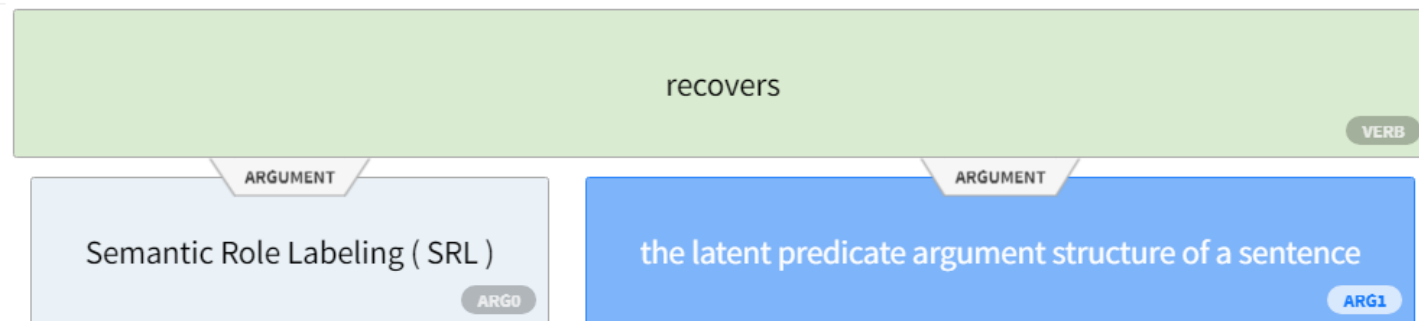 recovers
VERB
ARGUMENT ARGUMENT
Semantic Role Labeling ( SRL ) the latent predicate argument structure of a sentence
ARG0 ARG1